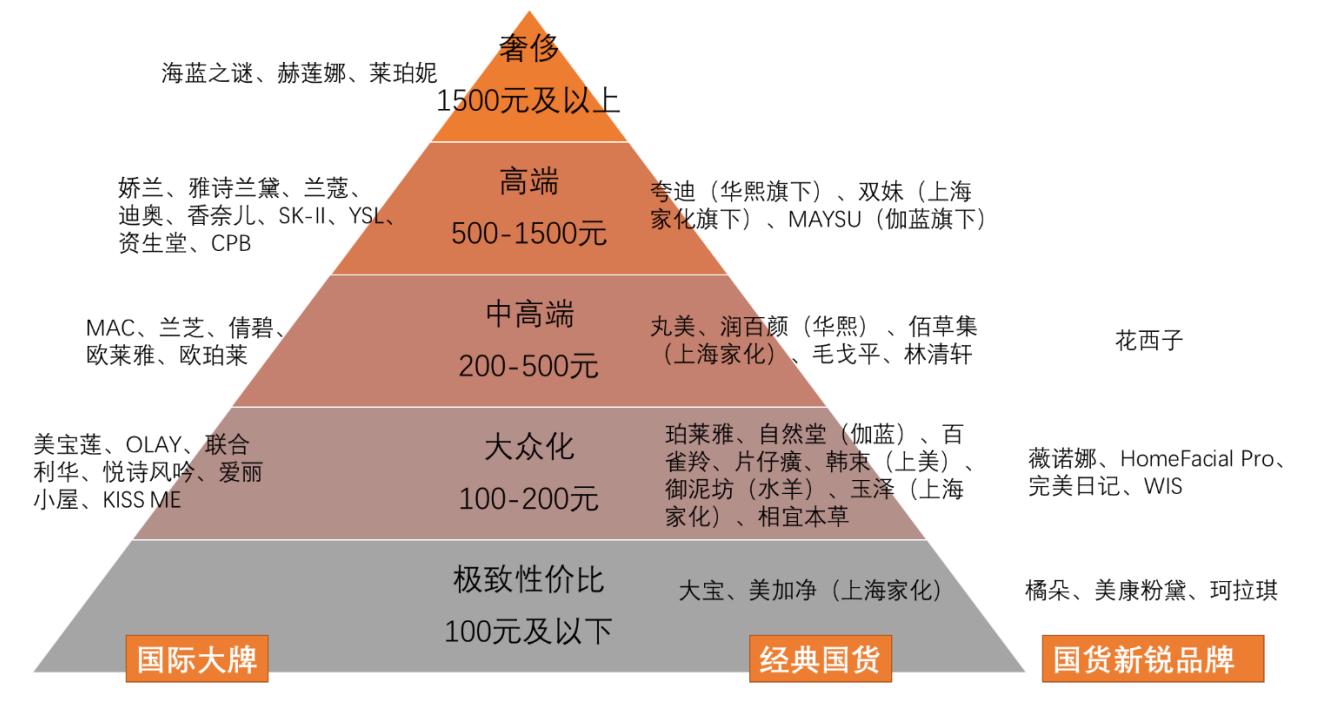 奢侈
1500元及以上
海蓝之谜、赫莲娜、莱珀妮
高端
500-1500元
娇兰、雅诗兰黛、兰蔻、
迪奥、香奈儿、SK-II、YSL、
资生堂、CPB
夸迪（华熙旗下）、双妹（上海
家化旗下）、MAYSU（伽蓝旗下）
中高端
200-500元
MAC、兰芝、倩碧、
欧莱雅、欧珀莱
丸美、润百颜（华熙）、佰草集
（上海家化）、毛戈平、林清轩
花西子
大众化
100-200元
美宝莲、OLAY、联合
利华、悦诗风吟、爱丽
小屋、KISS ME
珀莱雅、自然堂（伽蓝）、百
雀羚、片仔癀、韩束（上美）、
御泥坊（水羊）、玉泽（上海
家化）、相宜本草
薇诺娜、HomeFacial Pro、
完美日记、WIS
极致性价比
100元及以下
大宝、美加净（上海家化）
橘朵、美康粉黛、珂拉琪
国际大牌
经典国货
国货新锐品牌